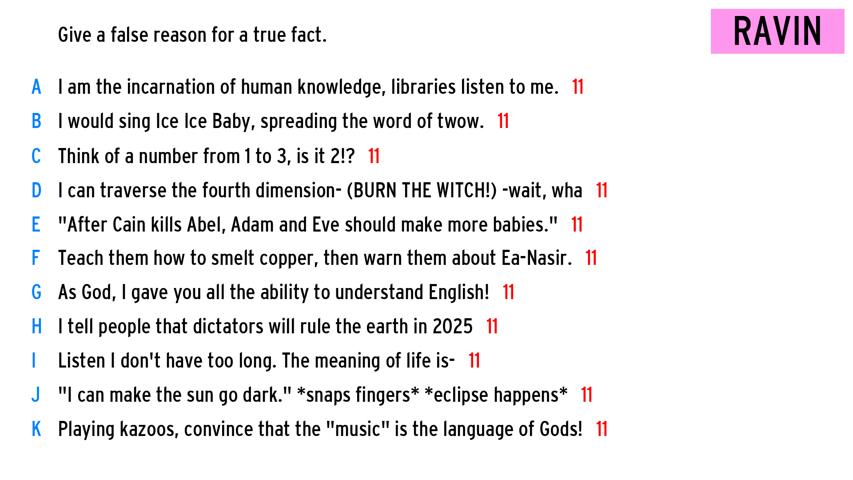 Give a false reason for a true fact.
RAVIN
A I am the incarnation of human knowledge, libraries listen to me. 11
B I would sing Ice Ice Baby, spreading the word of twow. 11
C Think of a number from 1 to 3, is it 2!? 11
D I can traverse the fourth dimension- (BURN THE WITCH!) -wait, wha 11
E "After Cain kills Abel, Adam and Eve should make more babies." 11
F Teach them how to smelt copper, then warn them about Ea-Nasir. 11
G As God, I gave you all the ability to understand English! 11
H I tell people that dictators will rule the earth in 2025 11
I Listen I don't have too long. The meaning of life is- 11
J "I can make the sun go dark." *snaps fingers* *eclipse happens* 11
K Playing kazoos, convince that the "music" is the language of Gods! 11